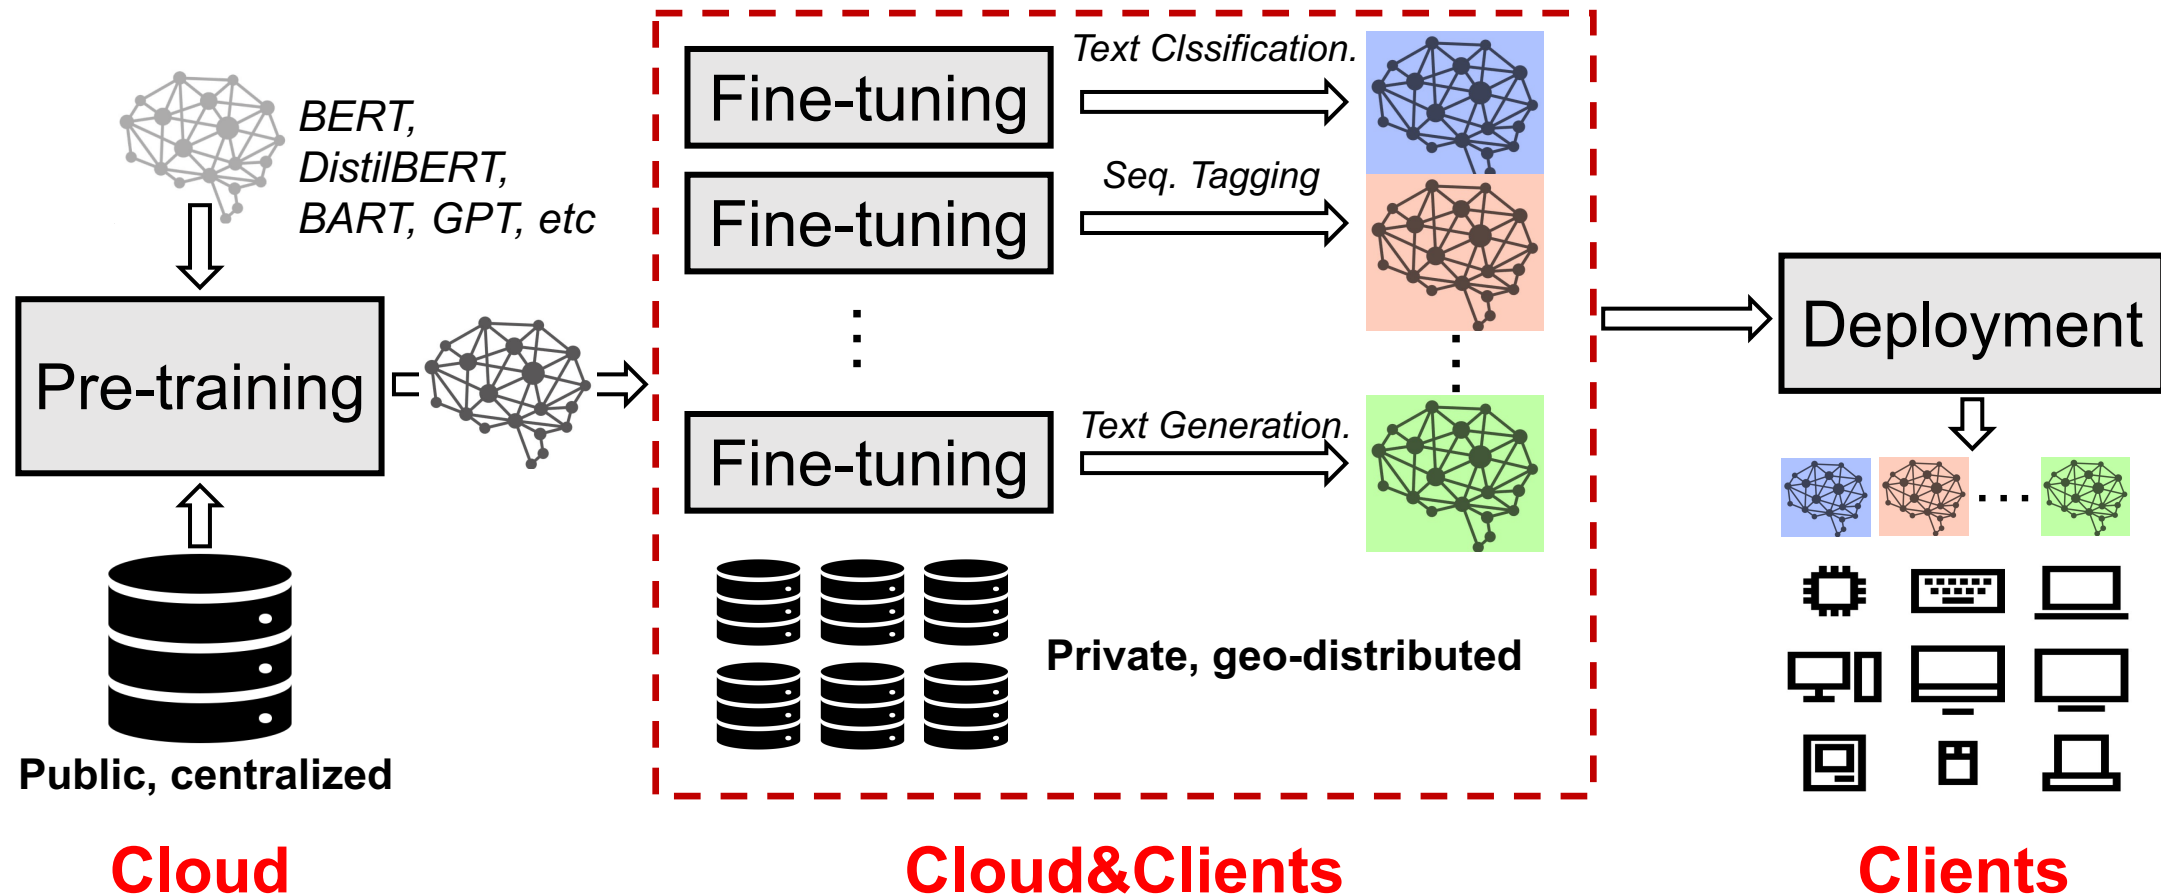 BERT,
DistilBERT,
BART, GPT, etc
Pre-training
Public, centralized
Cloud
Fine-tuning
Text Clssification.
Fine-tuning
Seq. Tagging
Fine-tuning
Text Generation.
Private, geo-distributed
Cloud&Clients
Deployment
Clients